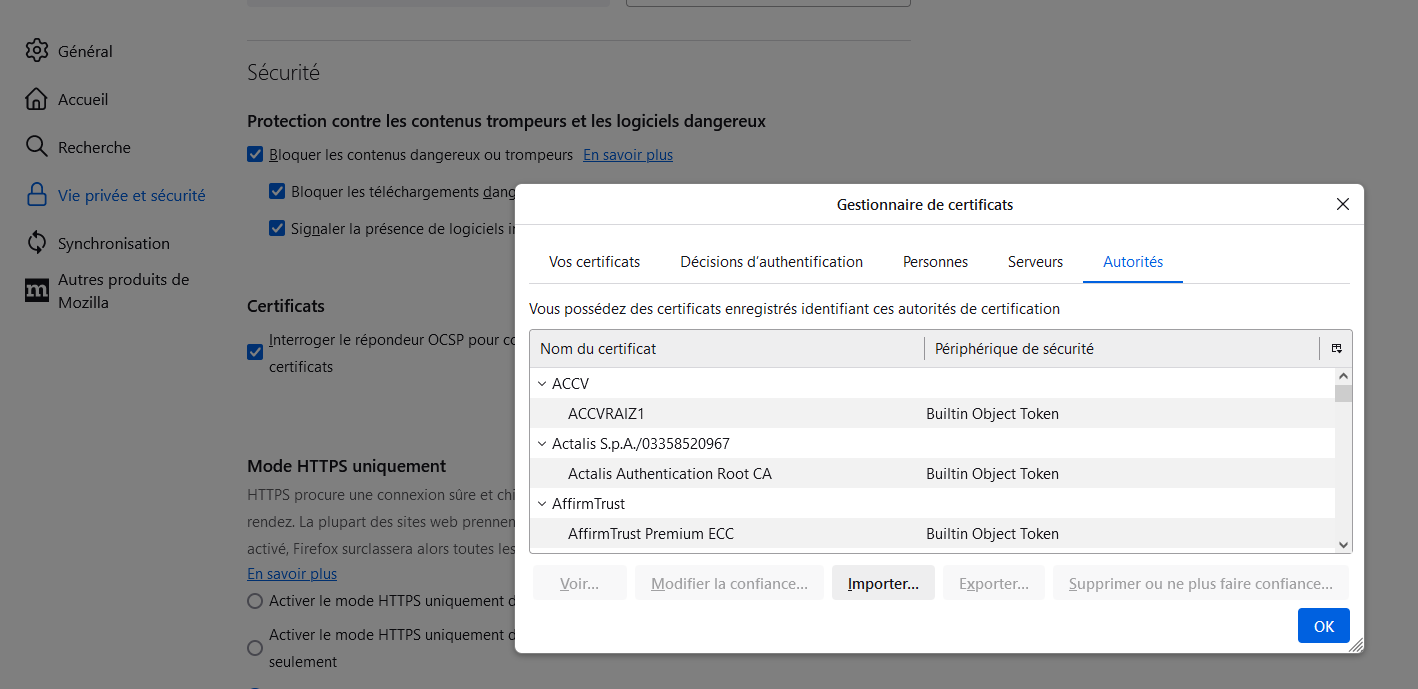 Général
Accueil
Recherche
Vie privée et sécurité
Synchronisation
Autres produits de
Mozilla
Sécurité
Protection contre les contenus trompeurs et les logiciels dangereux
Bloquer les contenus dangereux ou trompeurs En savoir plus
Bloquer les téléchargements dang
Signaler la présence de logiciels
Certificats
Interroger le répondeur OCSP pour
certificats
Mode HTTPS uniquement
HTTPS procure une connexion sûre et
rendez. La plupart des sites web prennen
activé, Firefox surclassera alors toutes les
En savoir plus
Activer le mode HTTPS uniquement
Activer le mode HTTPS uniquement
seulement
Gestionnaire de certificats
Vos certificats Décisions d’authentification Personnes Serveurs Autorités
Vous possédez des certificats enregistrés identifiant ces autorités de certification
Nom du certificat Périphérique de sécurité
ACCV
ACCVRAIZ1 Builtin Object Token
Actalis S.p.A./03358520967
Actalis Authentication Root CA Builtin Object Token
AffirmTrust
AffirmTrust Premium ECC Builtin Object Token
Voir... Modifier la confiance... Importer... Exporter... Supprimer ou ne plus faire confiance...
OK